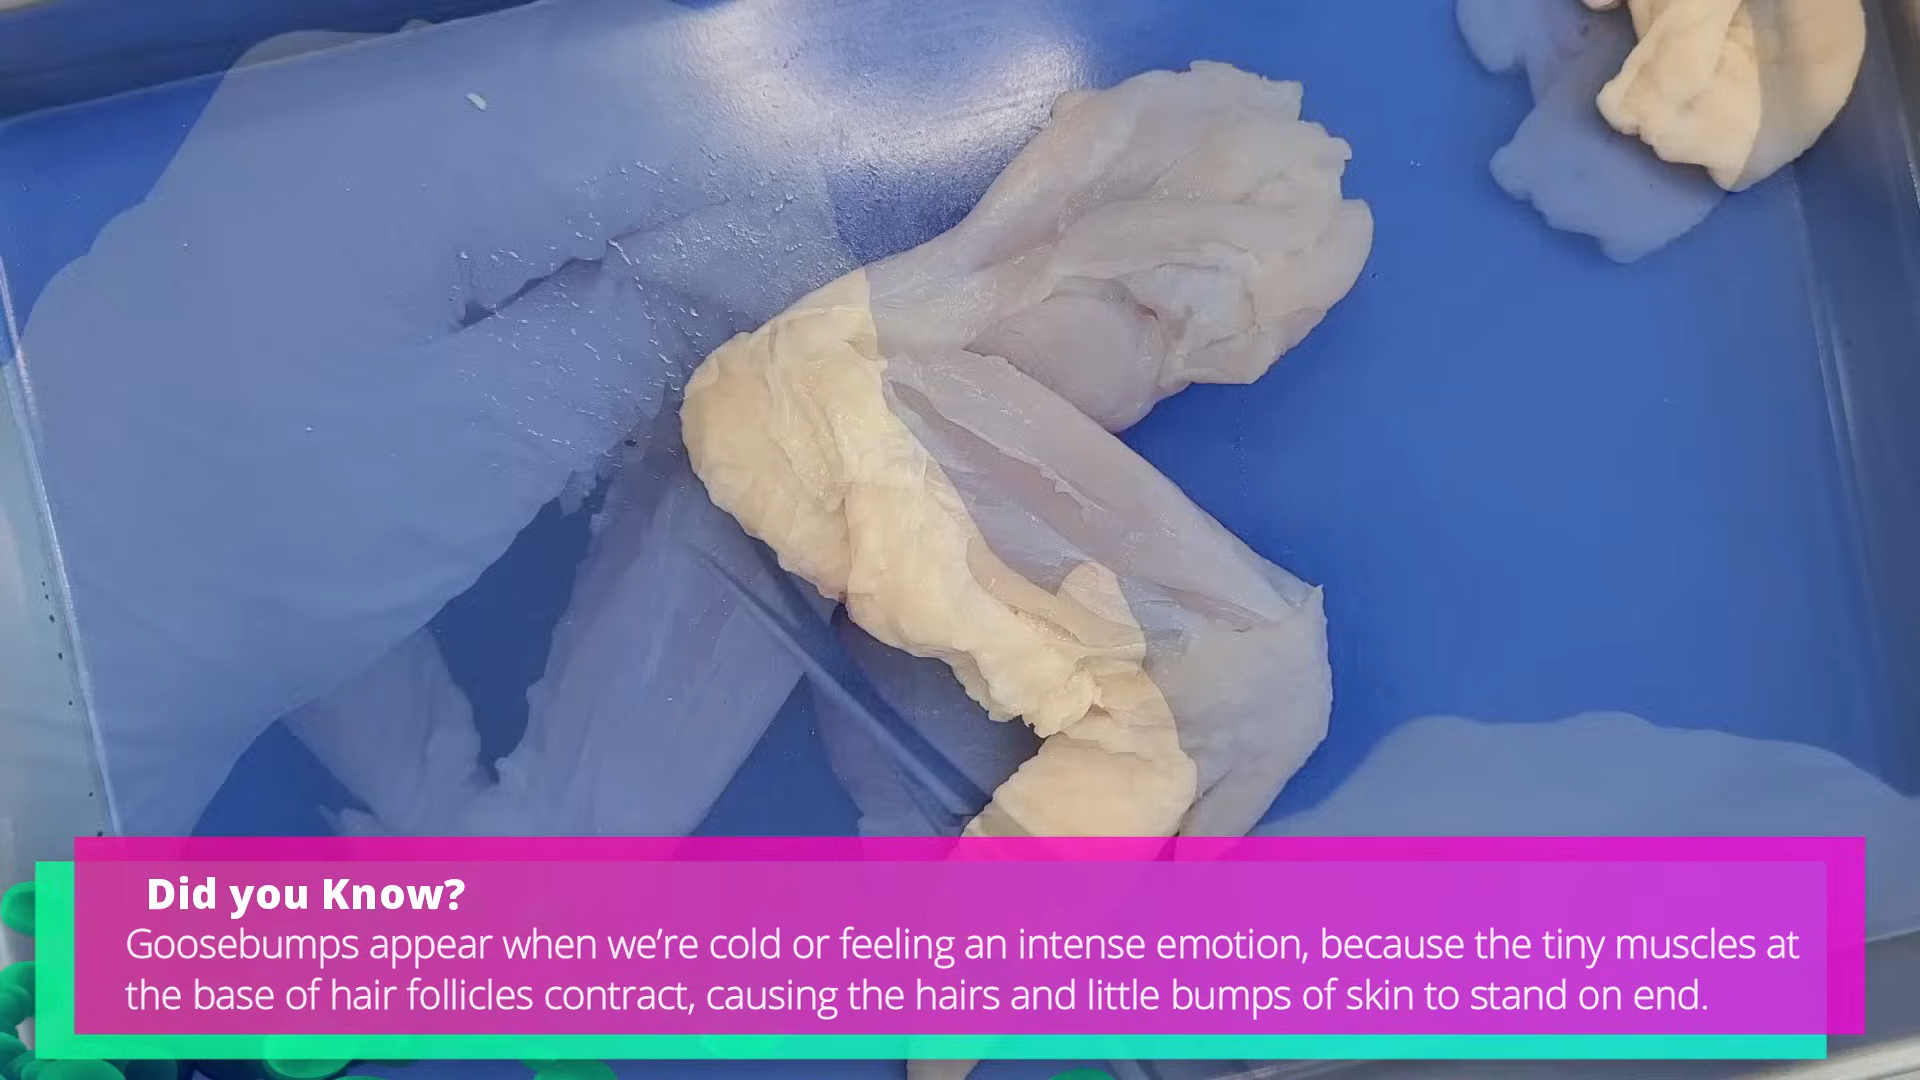 Did you Know?
Goosebumps appear when we’re cold or feeling an intense emotion, because the tiny muscles at
the base of hair follicles contract, causing the hairs and little bumps of skin to stand on end.